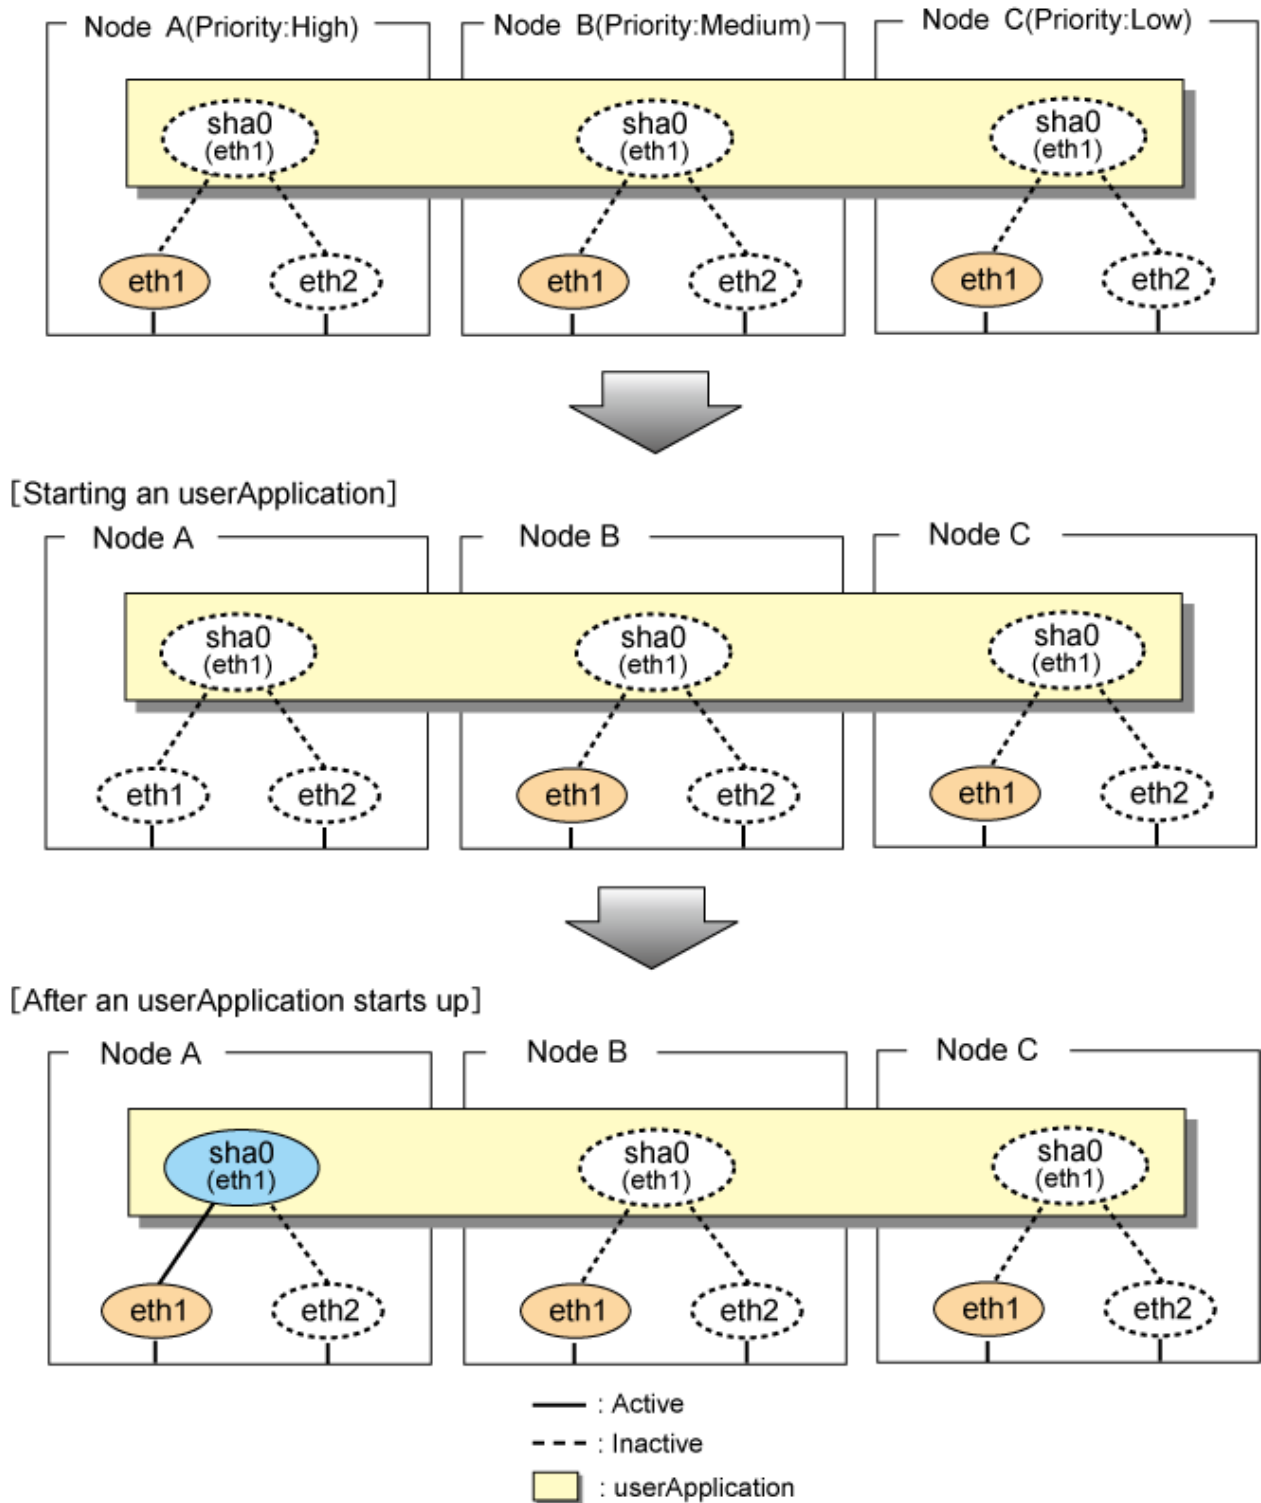 Node A(Priority:High)
Node B(Priority:Medium)
Node C(Priority:Low)
sha0
(eth1)
sha0
(eth1)
sha0
(eth1)
eth1
eth2
eth1
eth2
eth1
eth2
[Starting an userApplication]
Node A
Node B
Node C
sha0
(eth1)
sha0
(eth1)
sha0
(eth1)
eth1
eth2
eth1
eth2
eth1
eth2
[After an userApplication starts up]
Node A
Node B
Node C
sha0
(eth1)
sha0
(eth1)
sha0
(eth1)
eth1
eth2
eth1
eth2
eth1
eth2
: Active
: Inactive
: userApplication